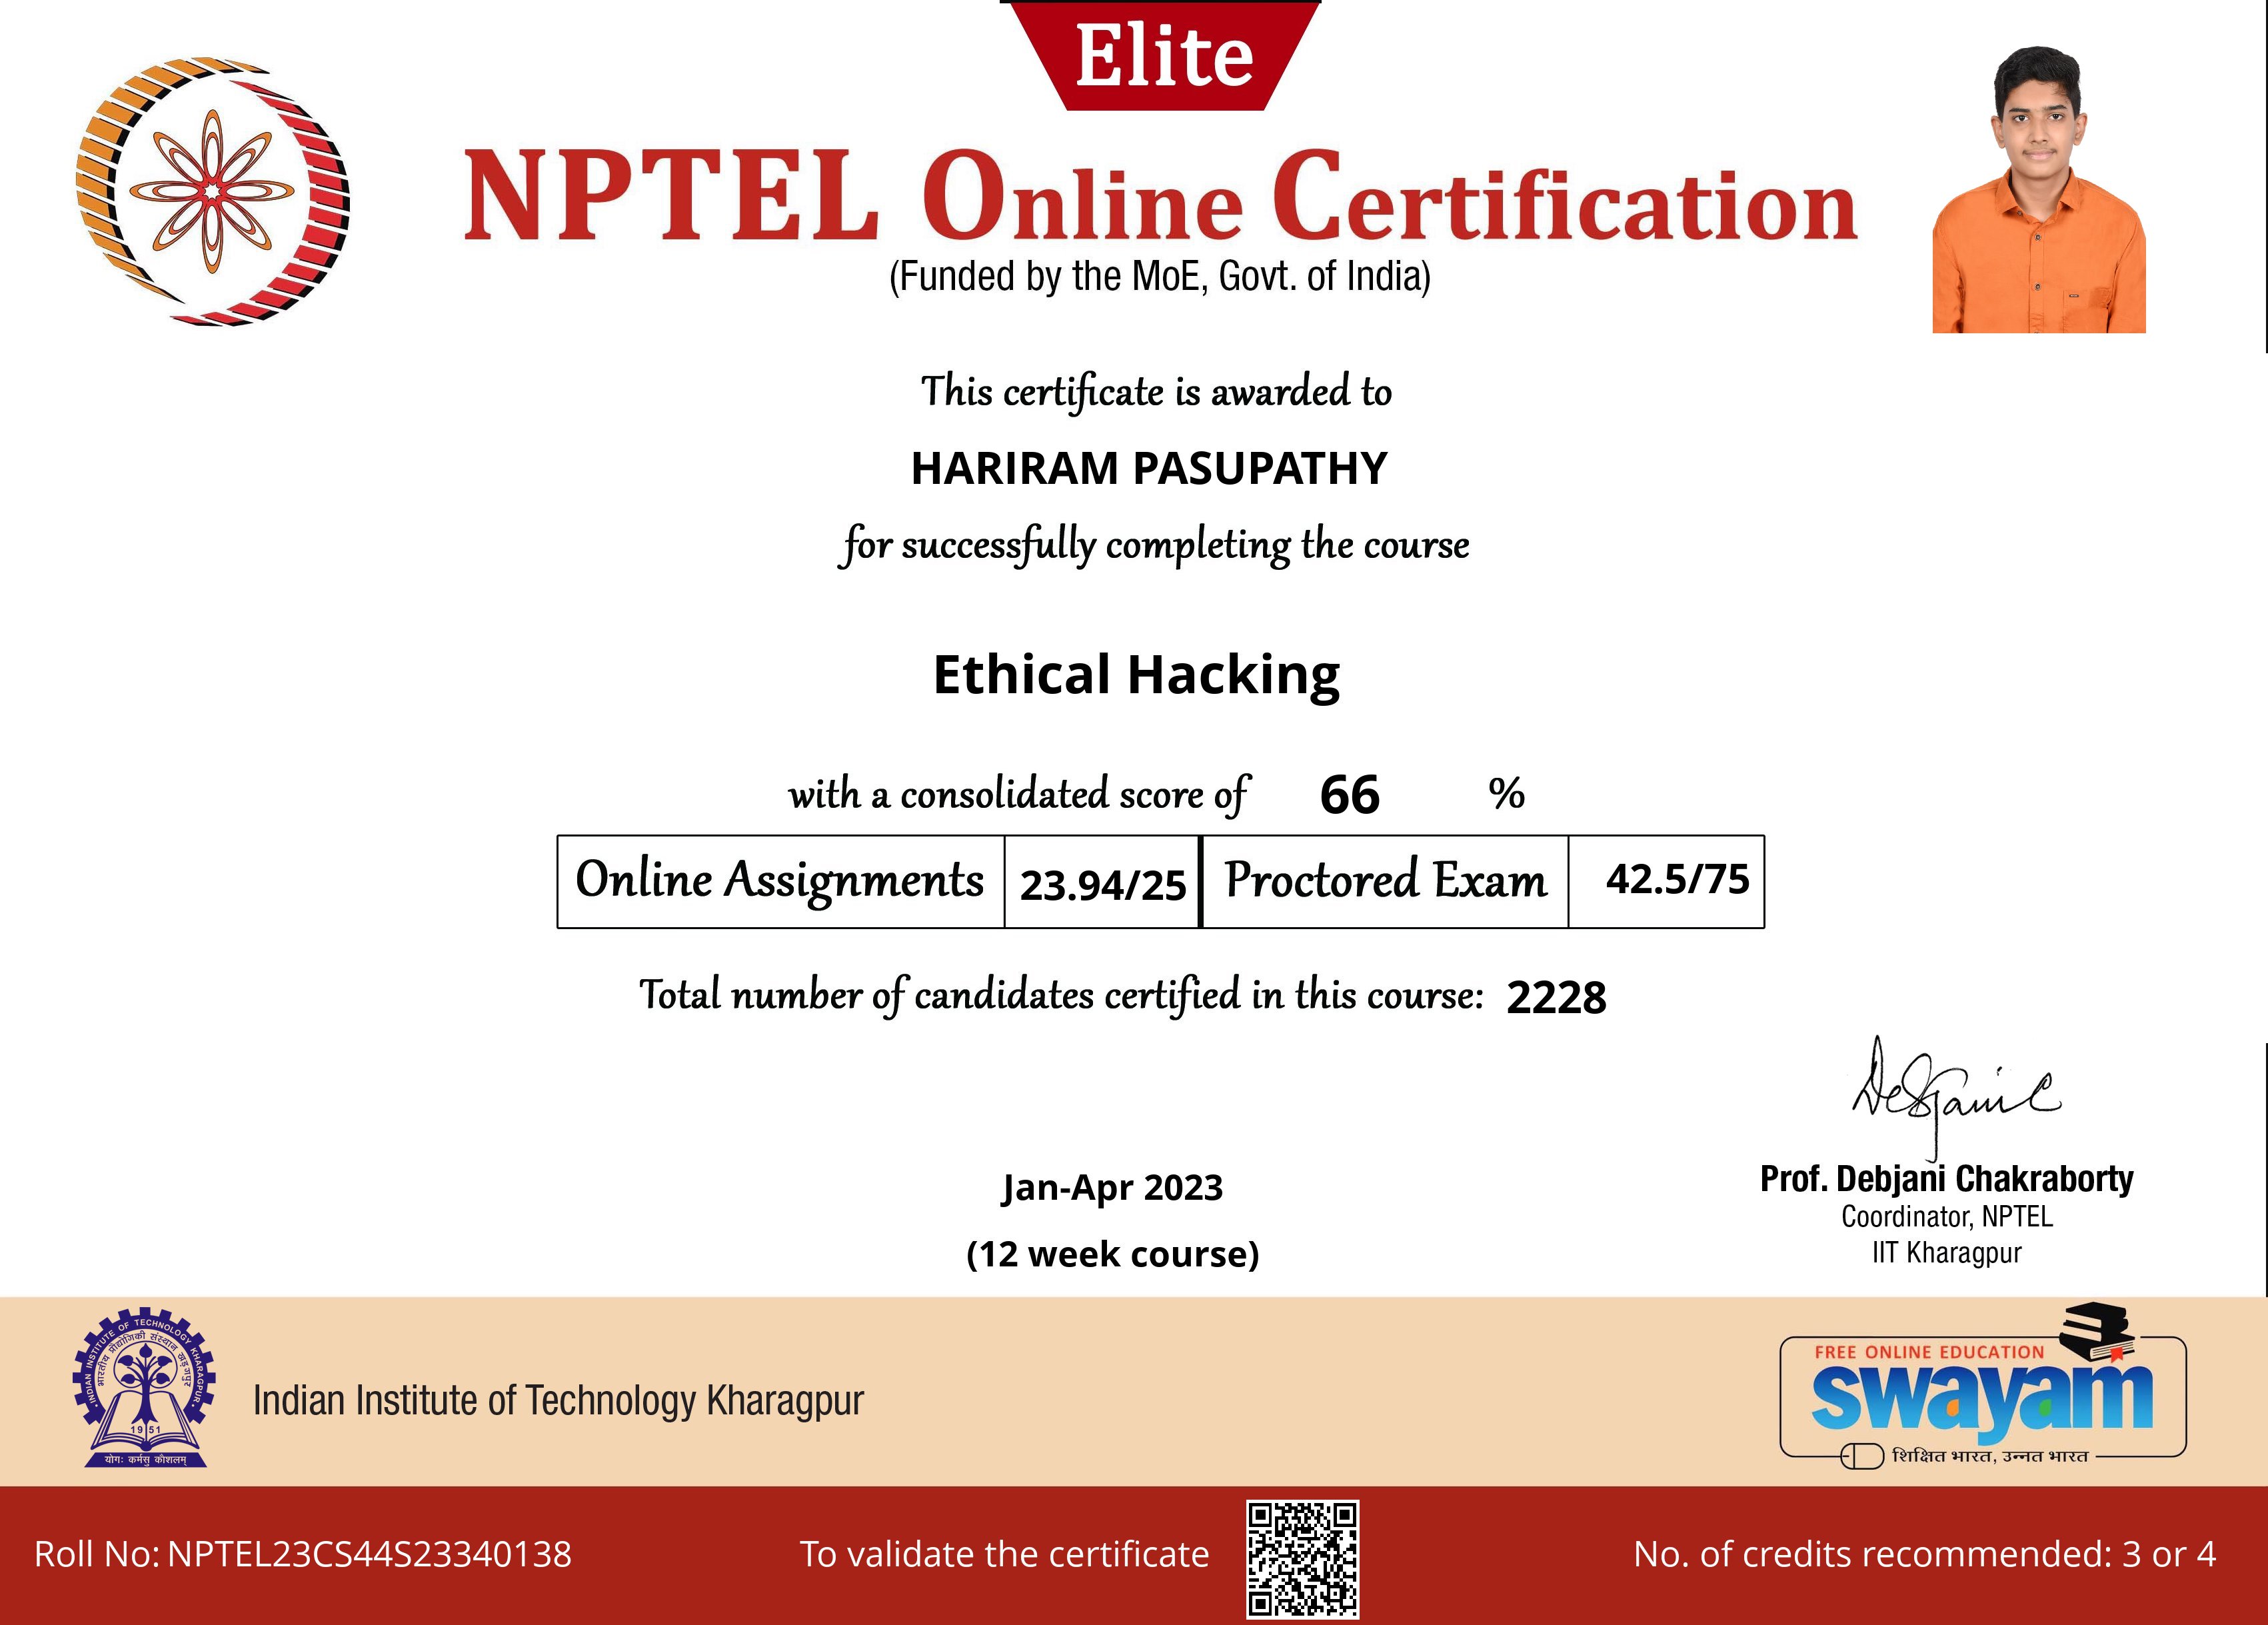 Elite
NPTEL Online Certification
(Funded by the MoE, Govt. of India)
This certificate is awarded to
HARIRAM PASUPATHY
for successfully completing the course
Ethical Hacking
with a consolidated score of 66 %
Online Assignments 23.94/25 Proctored Exam 42.5/75
Total number of candidates certified in this course: 2228
Debjani C
Prof. Debjani Chakraborty
Coordinator, NPTEL
IIT Kharagpur
Jan-Apr 2023
(12 week course)
INDIAN INSTITUTE OF TECHNOLOGY KHARAGPUR
भारतीय प्रौद्योगिकी संस्थान खड़गपुर
1951
योगः कर्मसु कौशलम्
Indian Institute of Technology Kharagpur
FREE ONLINE EDUCATION
swayam
शिक्षित भारत, उन्नत भारत
Roll No: NPTEL23CS44S23340138
To validate the certificate
No. of credits recommended: 3 or 4